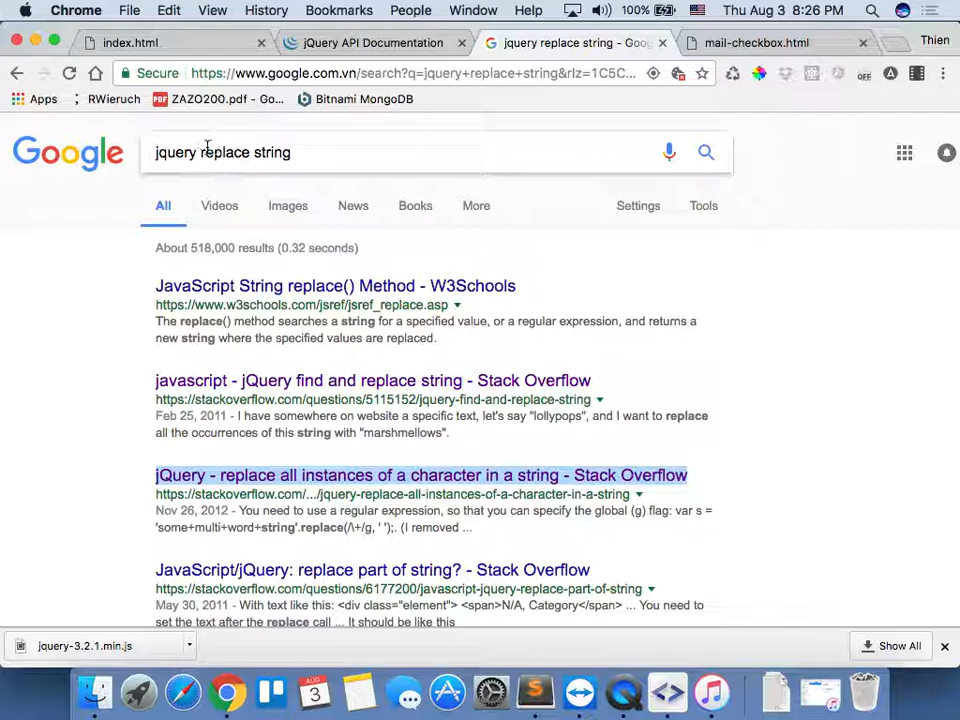 Chrome File Edit View History Bookmarks People Window Help 100% Thu Aug 3 8:26 PM
index.html × jQuery API Documentation × jquery replace string - Goo × mail-checkbox.html × Thien
Secure https://www.google.com.vn/search?q=jquery+replace+string&rlz=1C5C... OFF
Apps RWieruch ZAZO200.pdf - Go... Bitnami MongoDB
Google jquery replace string
All Videos Images News Books More Settings Tools
About 518,000 results (0.32 seconds)
JavaScript String replace() Method - W3Schools
https://www.w3schools.com/jsref/jsref_replace.asp
The replace() method searches a string for a specified value, or a regular expression, and returns a
new string where the specified values are replaced.
javascript - jQuery find and replace string - Stack Overflow
https://stackoverflow.com/questions/5115152/jquery-find-and-replace-string
Feb 25, 2011 - I have somewhere on website a specific text, let's say "lollypops", and I want to replace
all the occurrences of this string with "marshmellows".
jQuery - replace all instances of a character in a string - Stack Overflow
https://stackoverflow.com/.../jquery-replace-all-instances-of-a-character-in-a-string
Nov 26, 2012 - You need to use a regular expression, so that you can specify the global (g) flag: var s =
'some+multi+word+string'.replace(/\+/g, ' ');. (I removed ...
JavaScript/jQuery: replace part of string? - Stack Overflow
https://stackoverflow.com/questions/6177200/javascript-jquery-replace-part-of-string
May 30, 2011 - With text like this: <div class="element"> <span>N/A, Category</span> ... You need to
set the text after the replace call ... It should be like this
jquery-3.2.1.min.js Show All
AUG
3